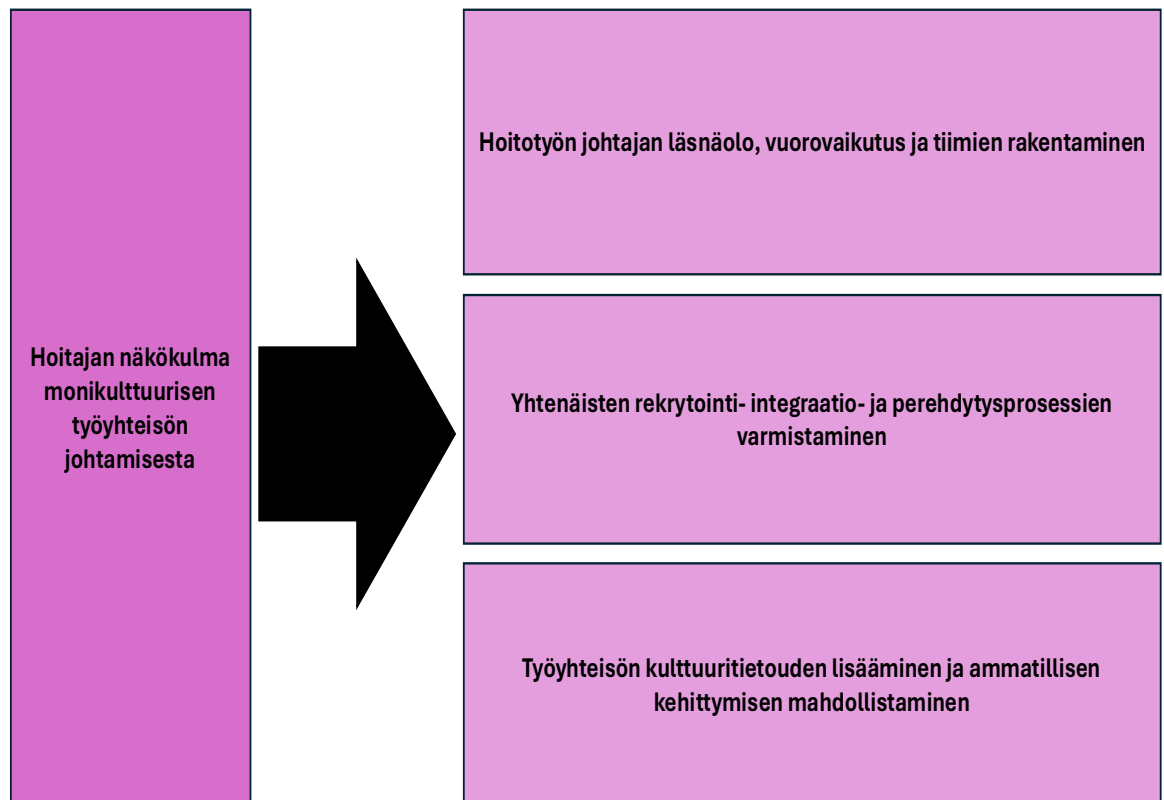 Hoitajan näkökulma
monikulttuurisen
työyhteisön
johtamisesta
Hoitotyön johtajan läsnäolo, vuorovaikutus ja tiimien rakentaminen
Yhtenäisten rekrytointi- integraatio- ja perehdytysprosessien
varmistaminen
Työyhteisön kulttuuritietouden lisääminen ja ammatillisen
kehittymisen mahdollistaminen